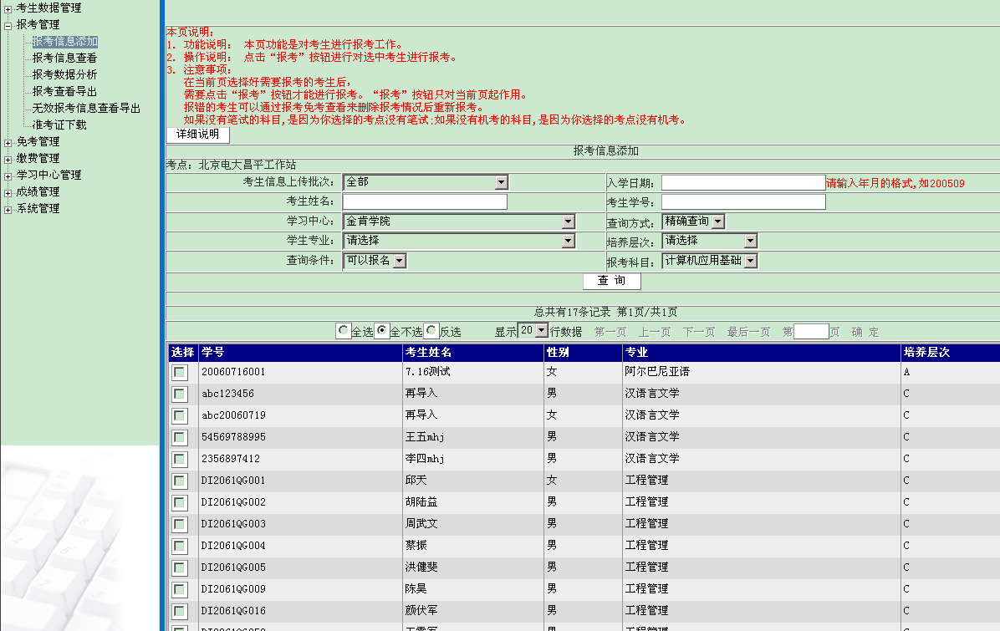 考生数据管理
报考管理
报考信息添加
报考信息查看
报考数据分析
报考查看导出
无效报考信息查看导出
准考证下载
免考管理
缴费管理
学习中心管理
成绩管理
系统管理
本页说明:
1. 功能说明: 本页功能是对考生进行报考工作。
2. 操作说明: 点击“报考”按钮进行对选中考生进行报考。
3. 注意事项:
在当前页选择好需要报考的考生后,
需要点击“报考”按钮才能进行报考。“报考”按钮只对当前页起作用。
报错的考生可以通过报考免考查看来删除报考情况后重新报考。
如果没有笔试的科目,是因为你选择的考点没有笔试;如果没有机考的科目,是因为你选择的考点没有机考。
详细说明
报考信息添加
考点: 北京电大昌平工作站
考生信息上传批次: 全部 入学日期: 请输入年月的格式,如200509
考生姓名: 考生学号:
学习中心: 金肯学院 查询方式: 精确查询
学生专业: 请选择 培养层次: 请选择
查询条件: 可以报名 报考科目: 计算机应用基础
查 询
总共有17条记录 第1页/共1页
全选 全不选 反选 显示 20 行数据 第一页 上一页 下一页 最后一页 第 页 确 定
选择 学号 考生姓名 性别 专业 培养层次
20060716001 7.16测试 女 阿尔巴尼亚语 A
abc123456 再导入 男 汉语言文学 C
abc20060719 再导入 女 汉语言文学 C
54569788995 王五mhj 男 汉语言文学 C
2356897412 李四mhj 男 汉语言文学 C
DI2061QG001 邱天 女 工程管理 C
DI2061QG002 胡陆益 男 工程管理 C
DI2061QG003 周武文 男 工程管理 C
DI2061QG004 蔡振 男 工程管理 C
DI2061QG005 洪健斐 男 工程管理 C
DI2061QG009 陈昊 男 工程管理 C
DI2061QG016 颜伏军 男 工程管理 C